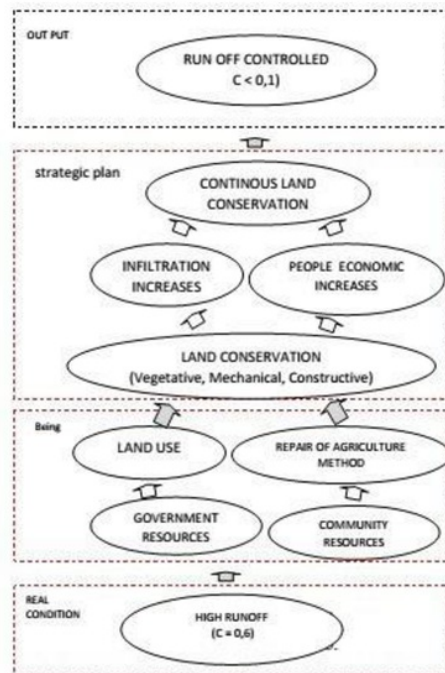 OUT PUT
RUN OFF CONTROLLED
C < 0,1)
strategic plan
CONTINOUS LAND
CONSERVATION
INFILTRATION
INCREASES
PEOPLE ECONOMIC
INCREASES
LAND CONSERVATION
(Vegetative, Mechanical, Constructive)
Being
LAND USE
REPAIR OF AGRICULTURE
METHOD
GOVERNMENT
RESOURCES
COMMUNITY
RESOURCES
REAL
CONDITION
HIGH RUNOFF
(C = 0,6)